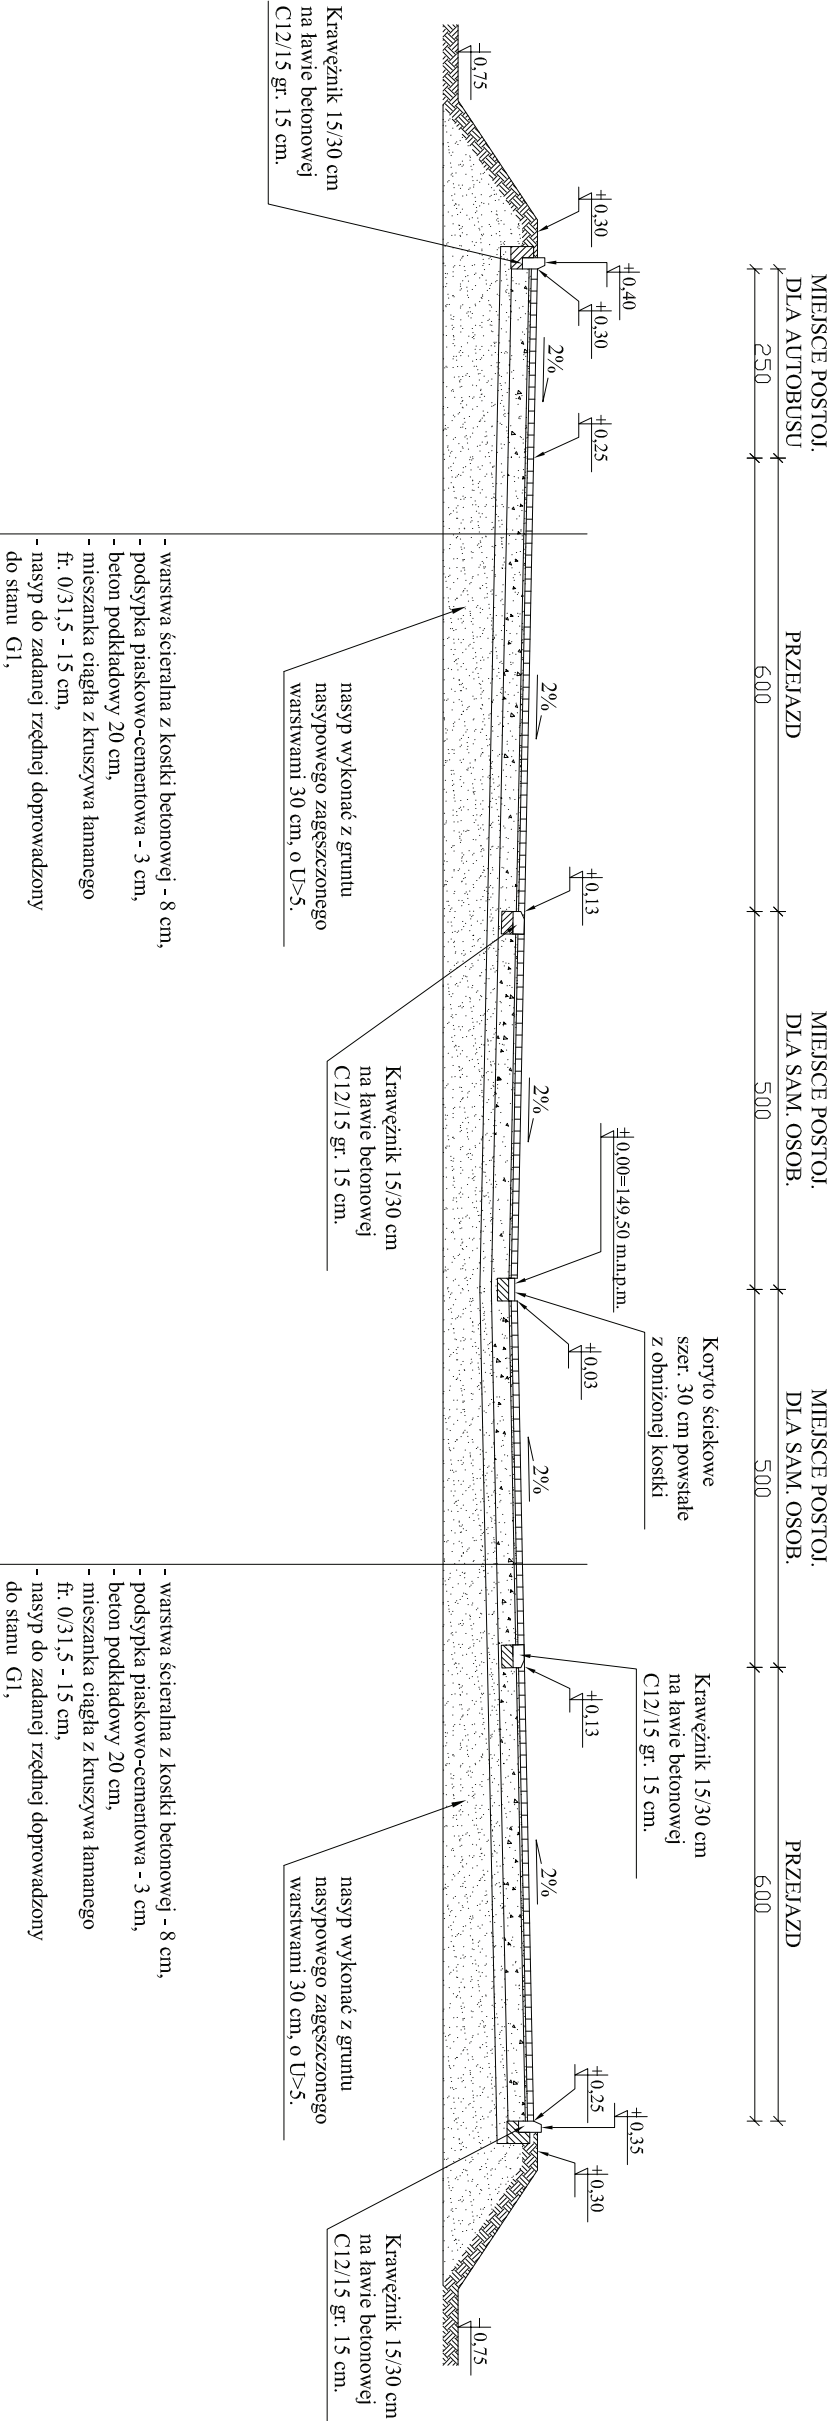 MIEJSCE POSTOJ.
DLA AUTOBUSU
PRZEJAZD
MIEJSCE POSTOJ.
DLA SAM. OSOB.
MIEJSCE POSTOJ.
DLA SAM. OSOB.
PRZEJAZD
250
600
500
500
600
-0,75
+0,30
+0,40
+0,30
2%
+0,25
2%
+0,13
2%
±0,00=149,50 m.n.p.m.
Koryto ściekowe
szer. 30 cm powstałe
z obniżonej kostki
+0,03
2%
Krawężnik 15/30 cm
na ławie betonowej
C12/15 gr. 15 cm.
+0,13
2%
+0,25
+0,35
+0,30
-0,75
Krawężnik 15/30 cm
na ławie betonowej
C12/15 gr. 15 cm.
nasyp wykonać z gruntu
nasypowego zagęszczonego
warstwami 30 cm, o U>5.
Krawężnik 15/30 cm
na ławie betonowej
C12/15 gr. 15 cm.
nasyp wykonać z gruntu
nasypowego zagęszczonego
warstwami 30 cm, o U>5.
Krawężnik 15/30 cm
na ławie betonowej
C12/15 gr. 15 cm.
- warstwa ścieralna z kostki betonowej - 8 cm,
- podsypka piaskowo-cementowa - 3 cm,
- beton podkładowy 20 cm,
- mieszanka ciągła z kruszywa łamanego
fr. 0/31,5 - 15 cm,
- nasyp do zadanej rzędnej doprowadzony
do stanu G1,
- warstwa ścieralna z kostki betonowej - 8 cm,
- podsypka piaskowo-cementowa - 3 cm,
- beton podkładowy 20 cm,
- mieszanka ciągła z kruszywa łamanego
fr. 0/31,5 - 15 cm,
- nasyp do zadanej rzędnej doprowadzony
do stanu G1,